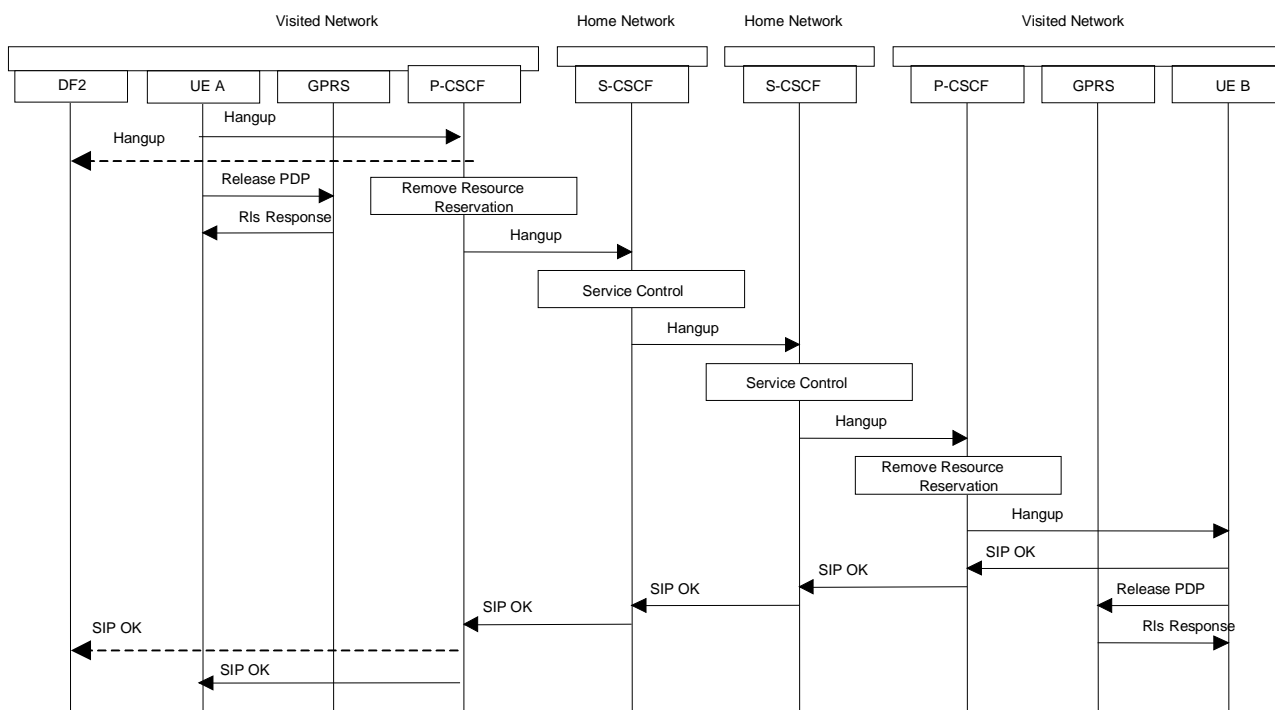 Visited Network
Home Network
Home Network
Visited Network
DF2
UE A
GPRS
P-CSCF
S-CSCF
S-CSCF
P-CSCF
GPRS
UE B
Hangup
Hangup
Release PDP
Remove Resource
Reservation
Rls Response
Hangup
Service Control
Hangup
Service Control
Hangup
Remove Resource
Reservation
Hangup
SIP OK
SIP OK
SIP OK
Release PDP
SIP OK
SIP OK
Rls Response
SIP OK